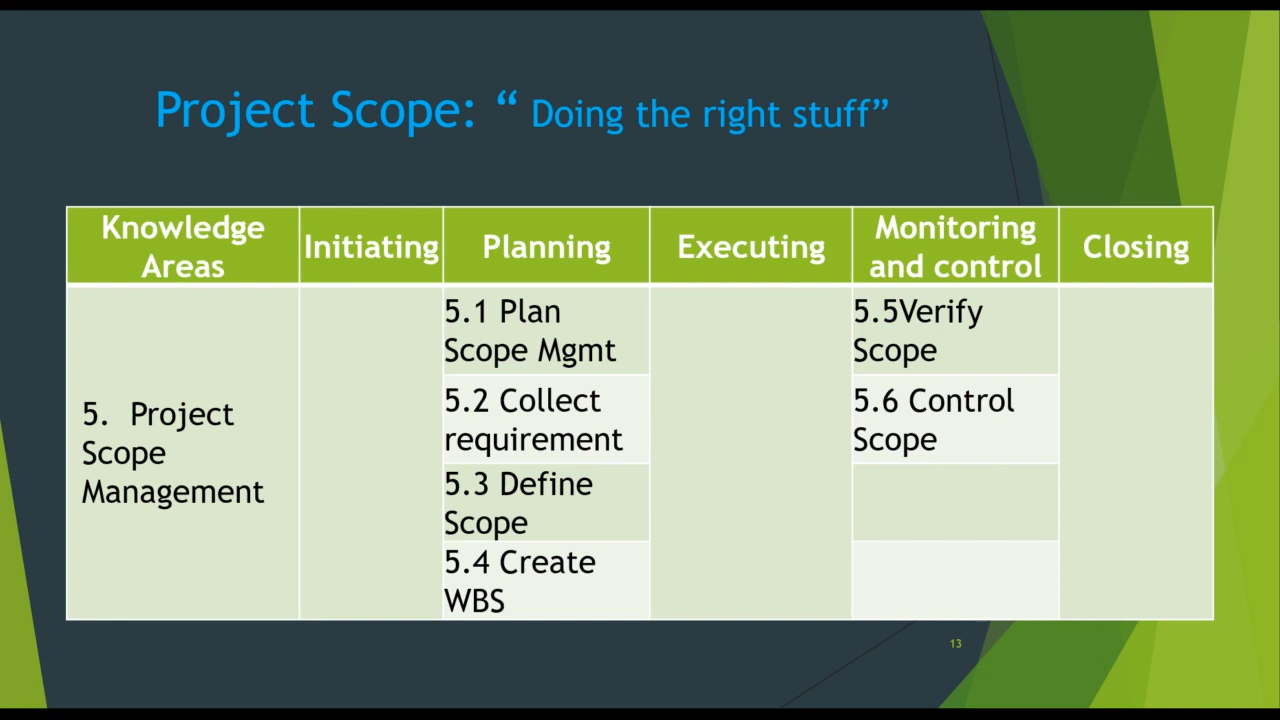 Project Scope: “ Doing the right stuff”
Knowledge
Areas
Initiating
Planning
Executing
Monitoring
and control
Closing
5. Project
Scope
Management
5.1 Plan
Scope Mgmt
5.2 Collect
requirement
5.3 Define
Scope
5.4 Create
WBS
5.5Verify
Scope
5.6 Control
Scope
13